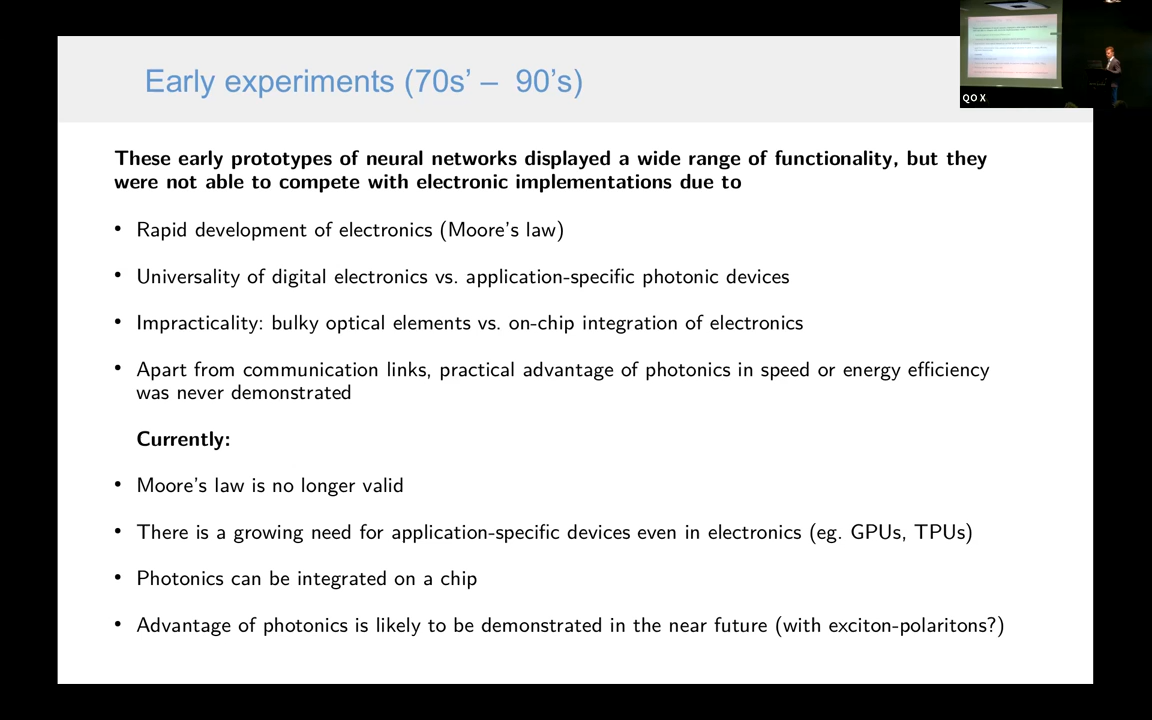 Early experiments (70s' – 90's)
QOX
These early prototypes of neural networks displayed a wide range of functionality, but they
were not able to compete with electronic implementations due to
• Rapid development of electronics (Moore's law)
• Universality of digital electronics vs. application-specific photonic devices
• Impracticality: bulky optical elements vs. on-chip integration of electronics
• Apart from communication links, practical advantage of photonics in speed or energy efficiency
was never demonstrated
Currently:
• Moore's law is no longer valid
• There is a growing need for application-specific devices even in electronics (eg. GPUs, TPUs)
• Photonics can be integrated on a chip
• Advantage of photonics is likely to be demonstrated in the near future (with exciton-polaritons?)